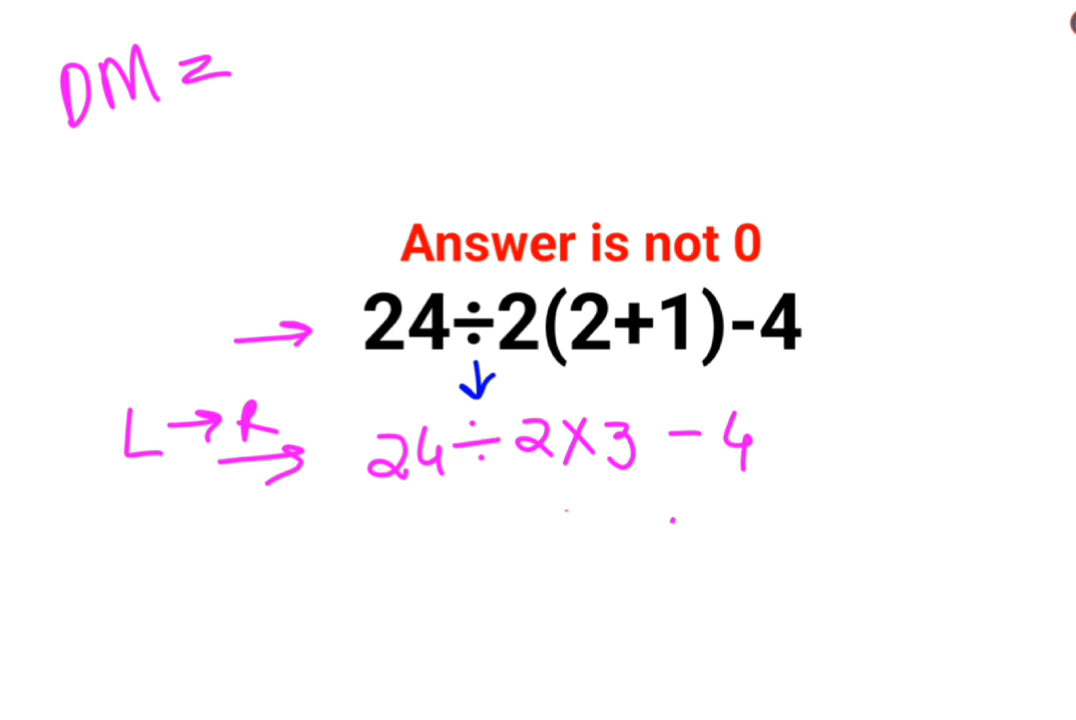 DM =
Answer is not 0
→ 24÷2(2+1)-4
↓
L → R → 24 ÷ 2 × 3 - 4